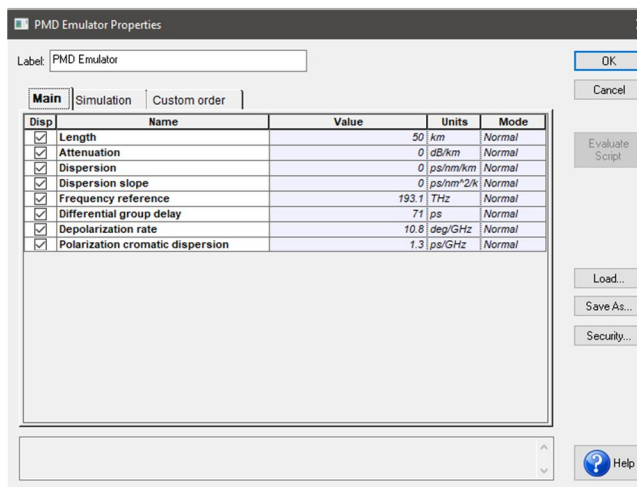 PMD Emulator Properties
Label: PMD Emulator
OK
Cancel
Main Simulation Custom order
Disp Name Value Units Mode
Length 50 km Normal
Attenuation 0 dB/km Normal
Dispersion 0 ps/nm/km Normal
Dispersion slope 0 ps/nm^2/k Normal
Frequency reference 193.1 THz Normal
Differential group delay 71 ps Normal
Depolarization rate 10.8 deg/GHz Normal
Polarization cromatic dispersion 1.3 ps/GHz Normal
Evaluate
Script
Load...
Save As...
Security...
Help